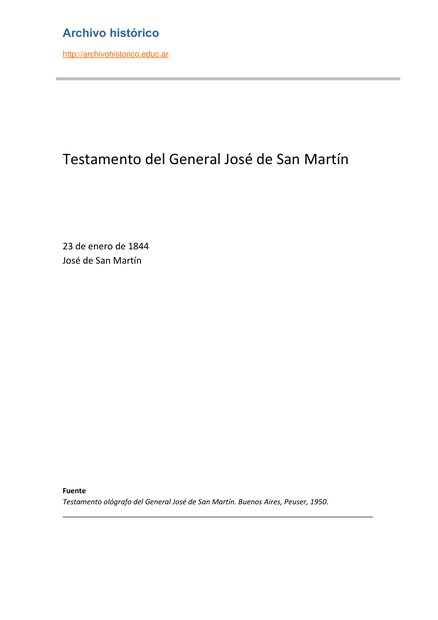 Archivo histórico
http://archivohistorico.educ.ar
Testamento del General José de San Martín
23 de enero de 1844
José de San Martín
Fuente
Testamento ológrafo del General José de San Martín. Buenos Aires, Peuser, 1950.